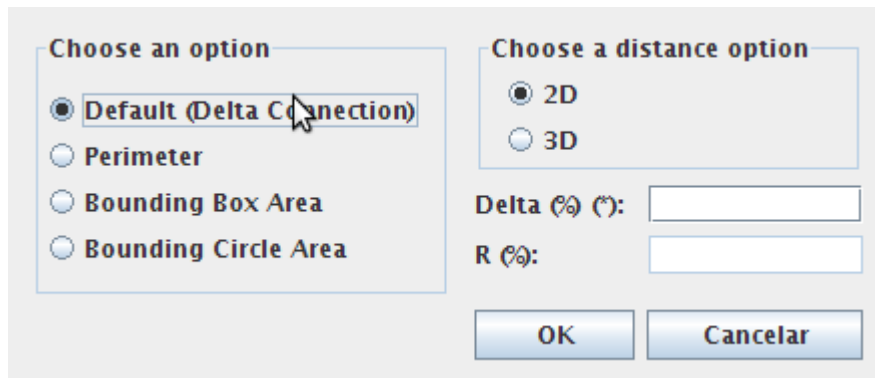 Choose an option
Default (Delta Connection)
Perimeter
Bounding Box Area
Bounding Circle Area
Choose a distance option
2D
3D
Delta (%) (*):
R (%):
OK
Cancelar